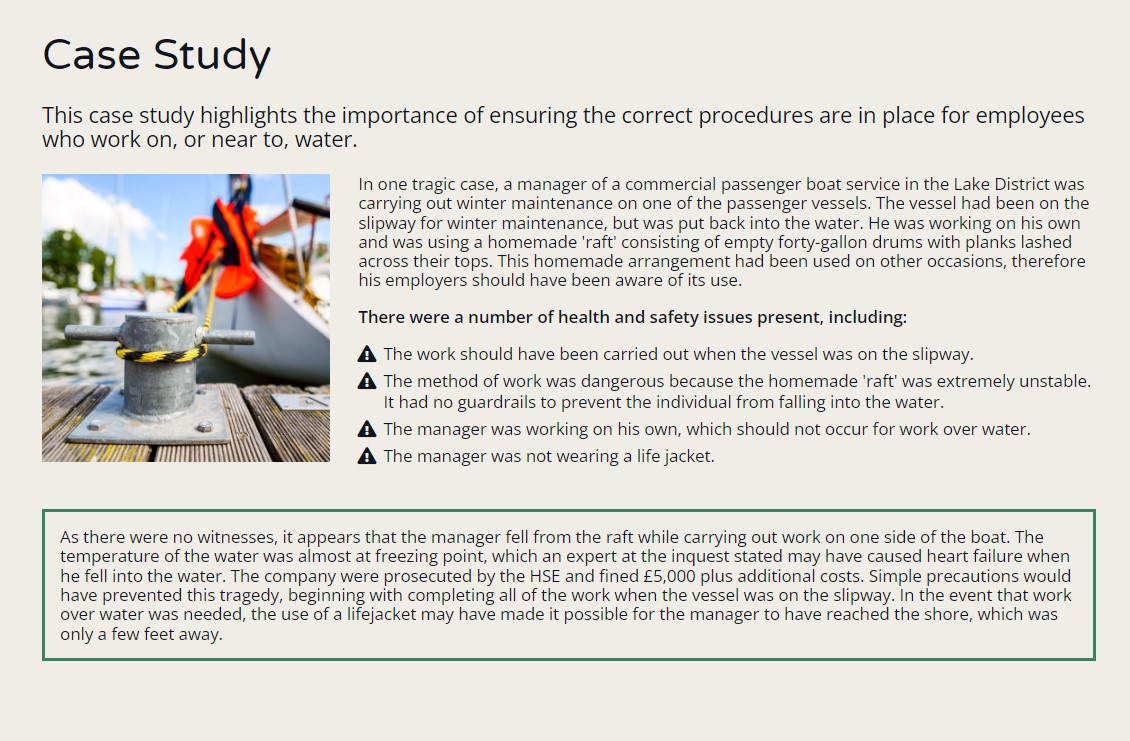 Case Study
This case study highlights the importance of ensuring the correct procedures are in place for employees
who work on, or near to, water.
In one tragic case, a manager of a commercial passenger boat service in the Lake District was
carrying out winter maintenance on one of the passenger vessels. The vessel had been on the
slipway for winter maintenance, but was put back into the water. He was working on his own
and was using a homemade 'raft' consisting of empty forty-gallon drums with planks lashed
across their tops. This homemade arrangement had been used on other occasions, therefore
his employers should have been aware of its use.
There were a number of health and safety issues present, including:
The work should have been carried out when the vessel was on the slipway.
The method of work was dangerous because the homemade 'raft' was extremely unstable.
It had no guardrails to prevent the individual from falling into the water.
The manager was working on his own, which should not occur for work over water.
The manager was not wearing a life jacket.
As there were no witnesses, it appears that the manager fell from the raft while carrying out work on one side of the boat. The
temperature of the water was almost at freezing point, which an expert at the inquest stated may have caused heart failure when
he fell into the water. The company were prosecuted by the HSE and fined £5,000 plus additional costs. Simple precautions would
have prevented this tragedy, beginning with completing all of the work when the vessel was on the slipway. In the event that work
over water was needed, the use of a lifejacket may have made it possible for the manager to have reached the shore, which was
only a few feet away.